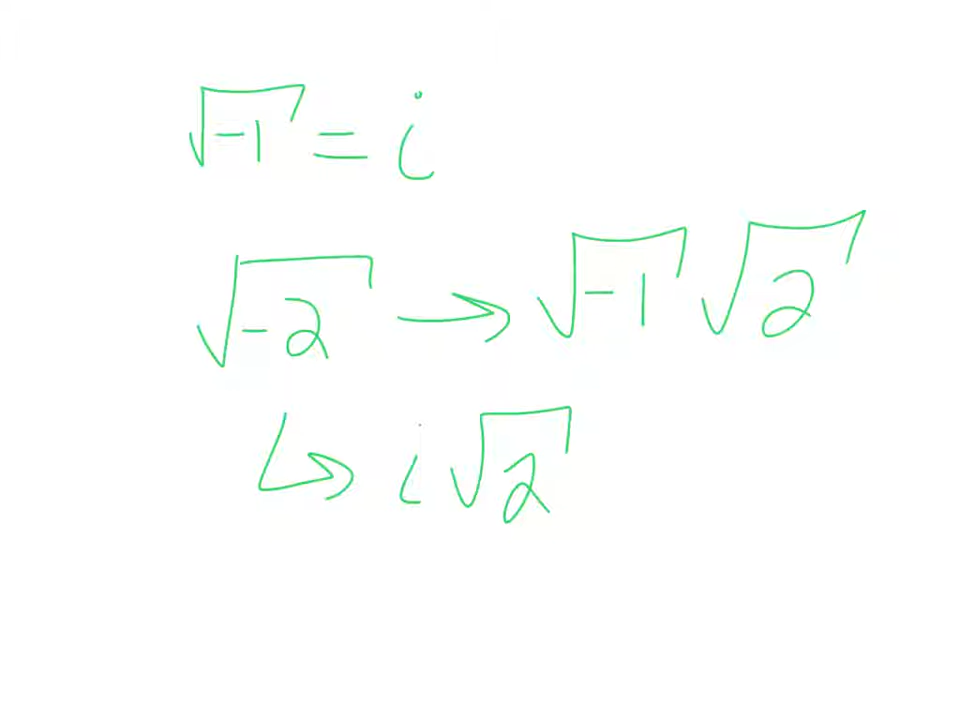 √-1 = i
√-2 → √-1 √2
↳ i √2